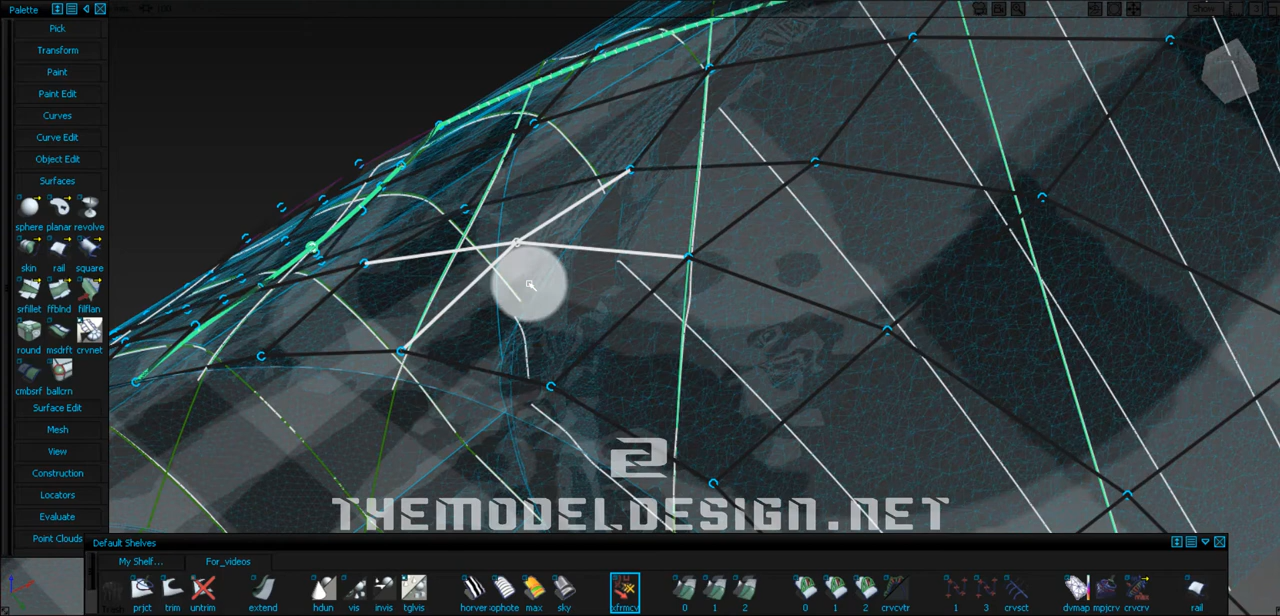 Palette
Pick
Transform
Paint
Paint Edit
Curves
Curve Edit
Object Edit
Surfaces
sphere planar revolve
skin rail square
srfillet ffblnd filflan
round msdrft crvnet
cmbsrf ballcrn
Surface Edit
Mesh
View
Construction
Locators
Evaluate
Point Clouds
Show
THEMODELDESIGN.NET
Default Shelves
My Shelf... For_videos
Trash prjct trim untrim extend hdun vis invis tglvis horver max sky xfrmcv 0 1 2 0 1 2 crvcvtr 1 3 crvsct dvmap mpjcrv crvcrv rail